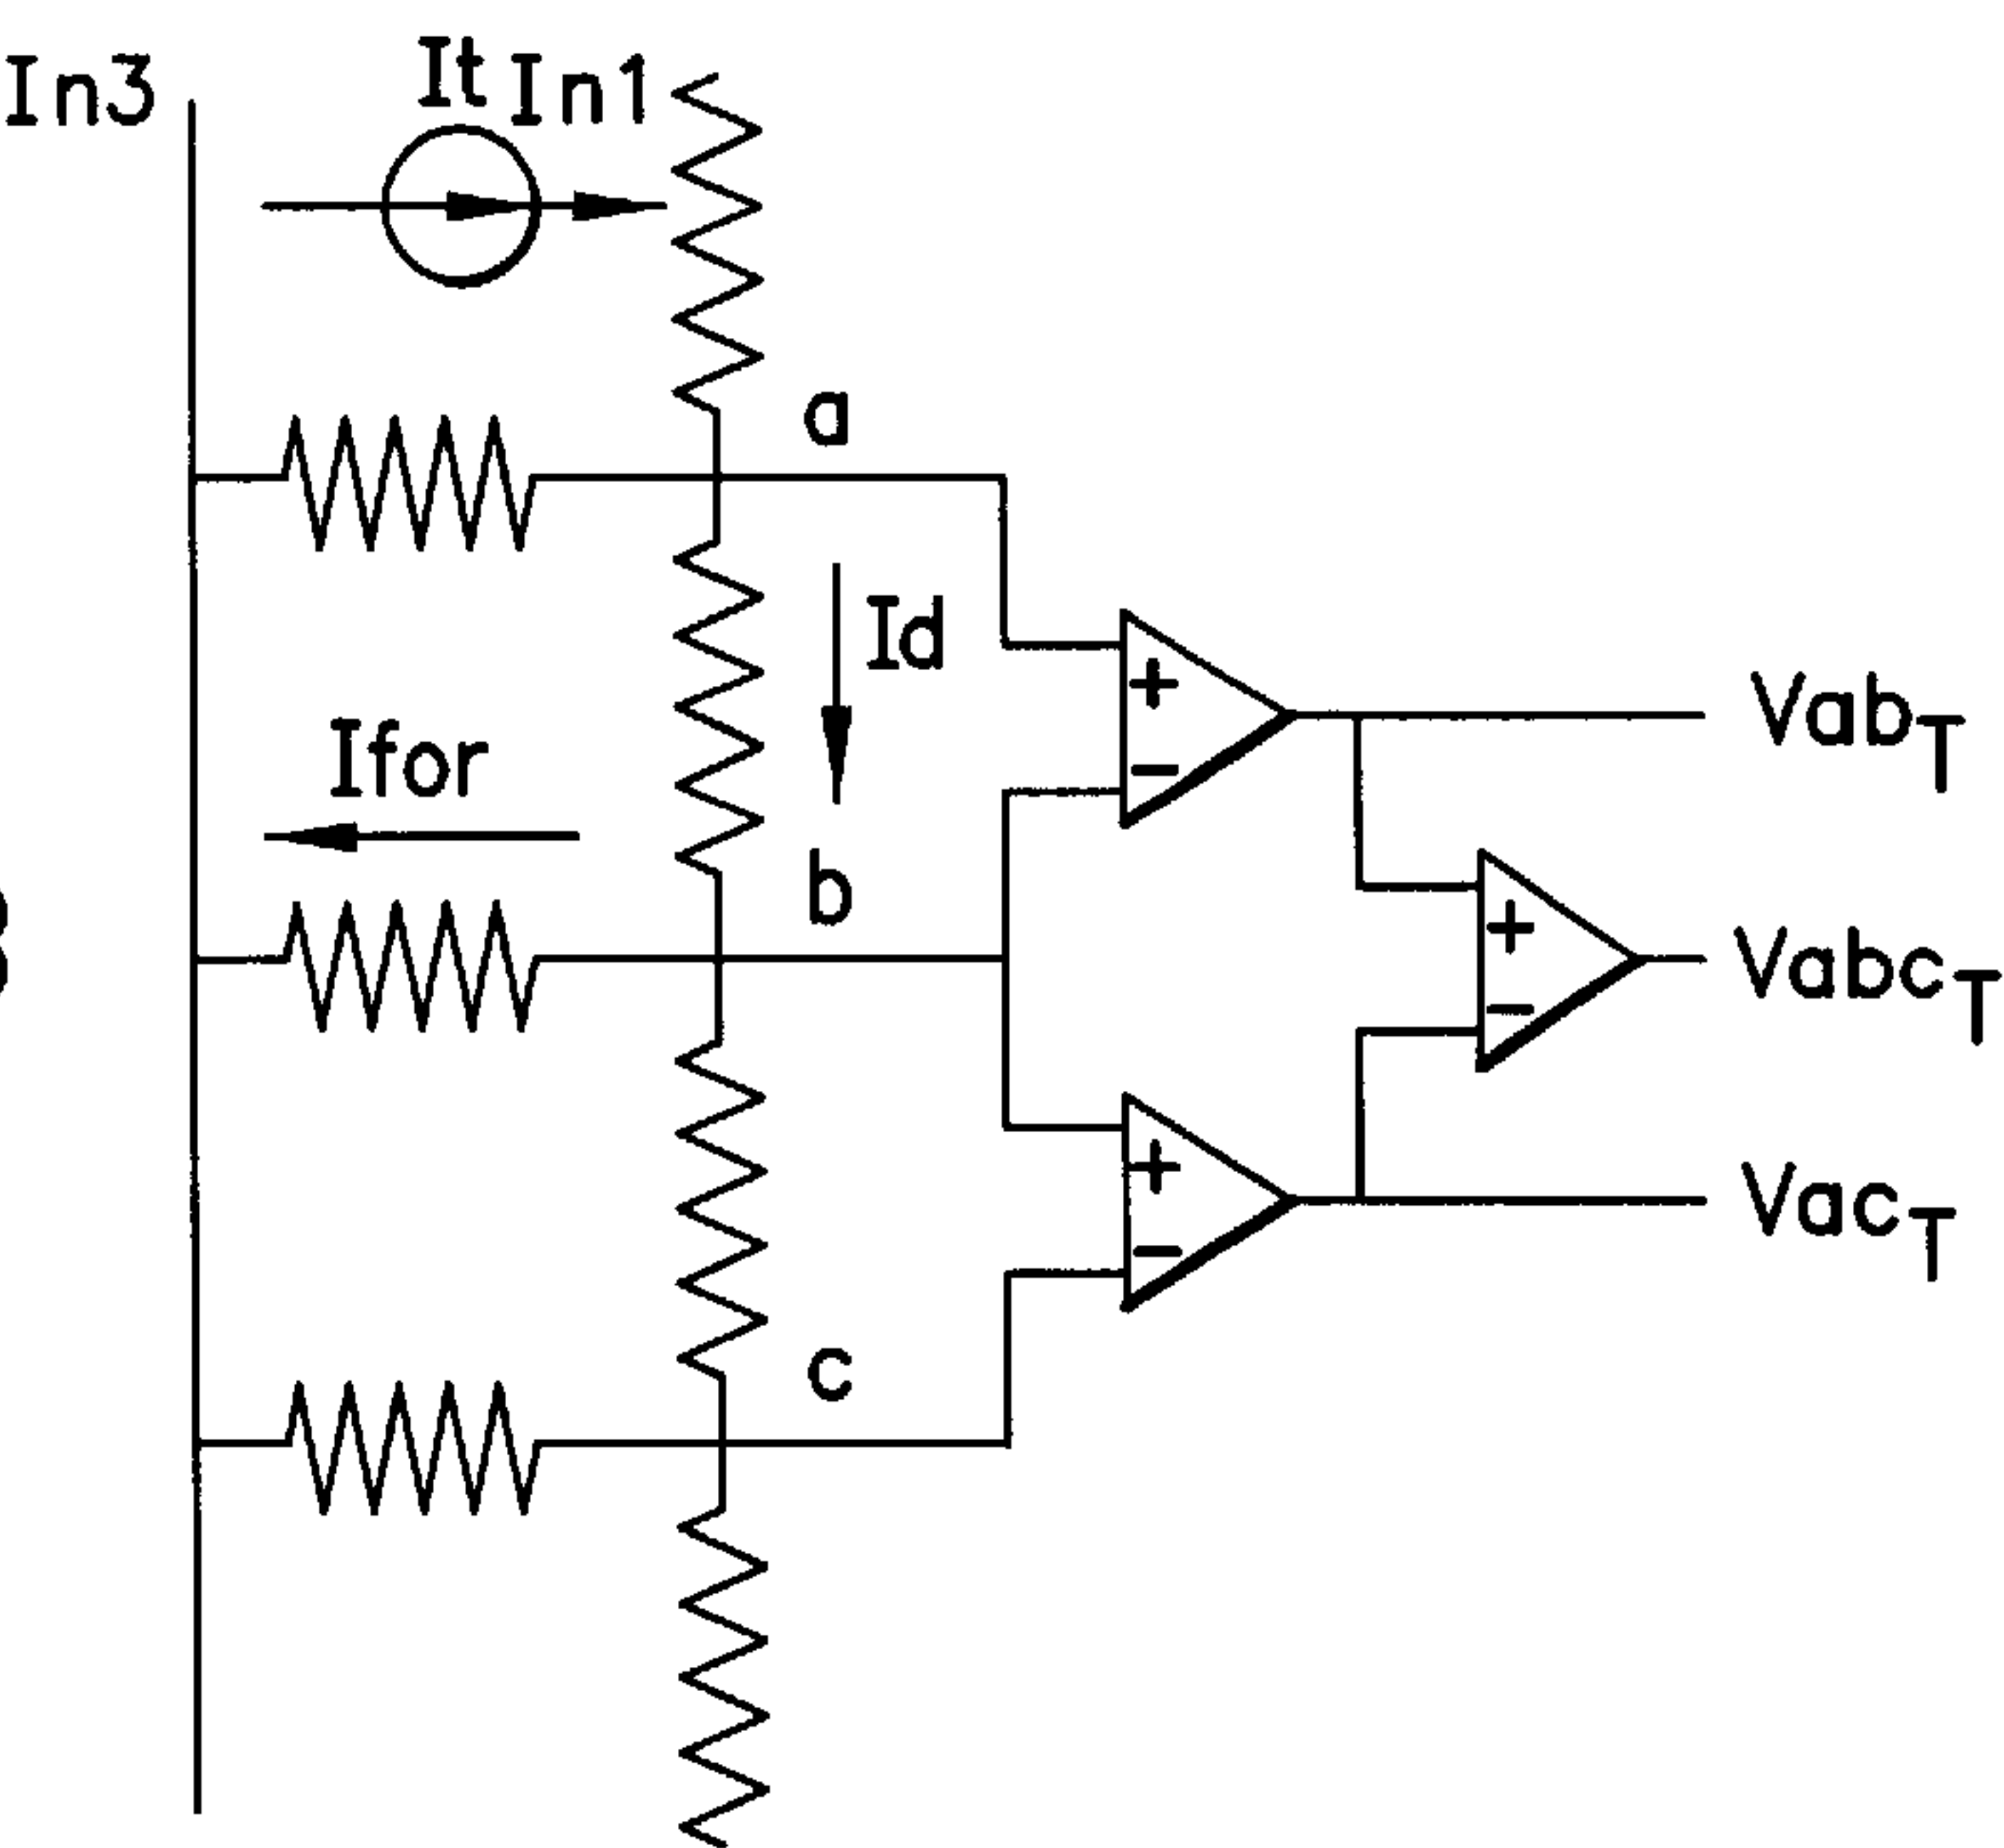 In3
It
In1
a
Id
Ifor
b
c
+
−
+
−
+
−
Vab_T
Vabc_T
Vac_T